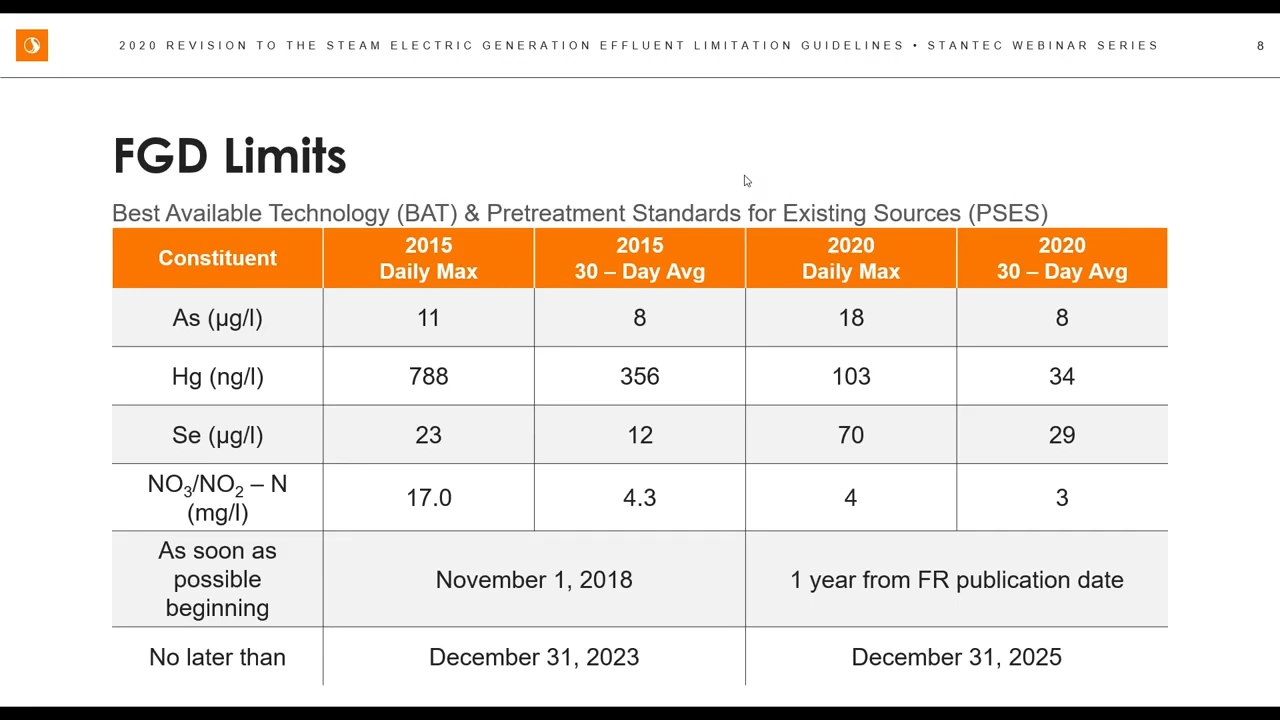 2020 REVISION TO THE STEAM ELECTRIC GENERATION EFFLUENT LIMITATION GUIDELINES • STANTEC WEBINAR SERIES 8
FGD Limits
Best Available Technology (BAT) & Pretreatment Standards for Existing Sources (PSES)
Constituent 2015 Daily Max 2015 30 – Day Avg 2020 Daily Max 2020 30 – Day Avg
As (µg/l) 11 8 18 8
Hg (ng/l) 788 356 103 34
Se (µg/l) 23 12 70 29
NO₃/NO₂ – N (mg/l) 17.0 4.3 4 3
As soon as possible beginning November 1, 2018 1 year from FR publication date
No later than December 31, 2023 December 31, 2025